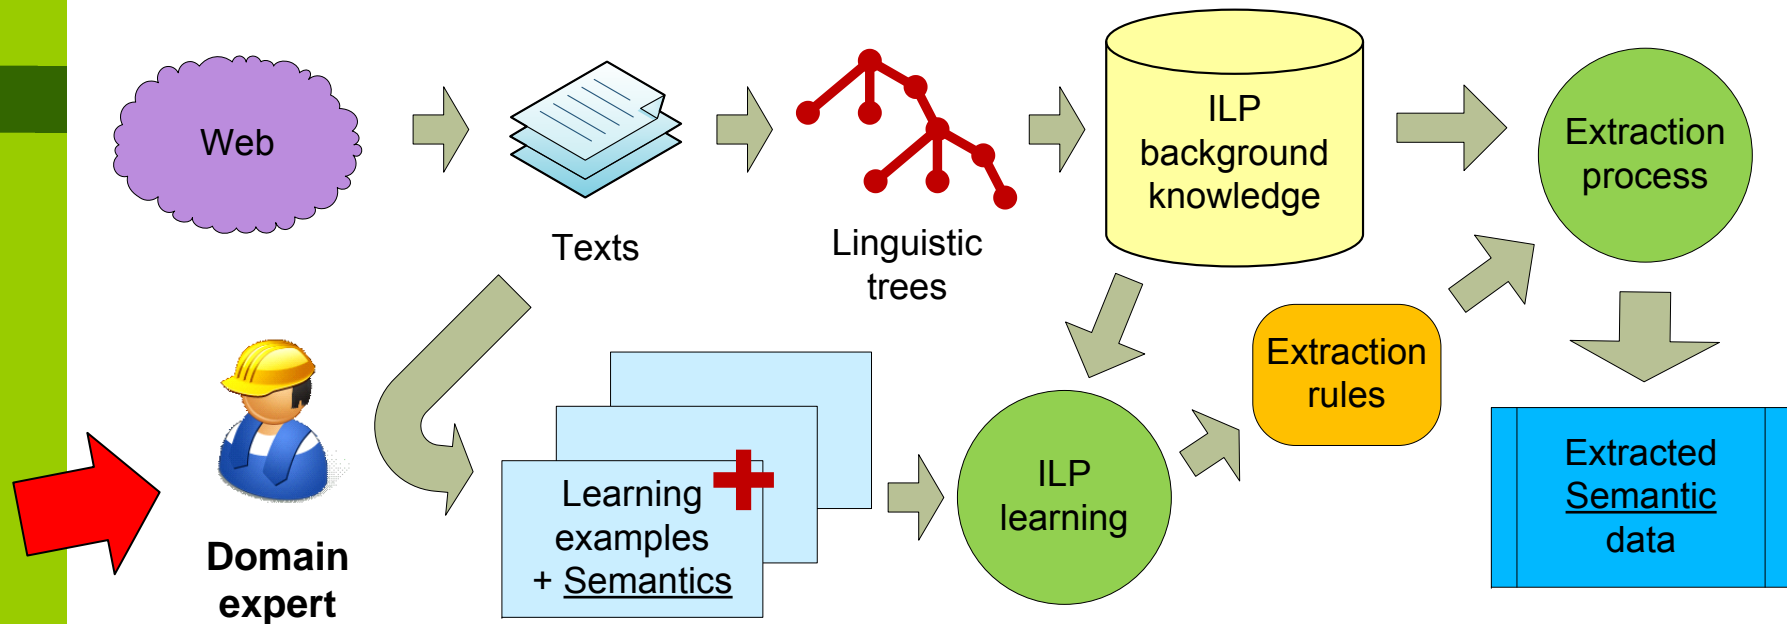 Web
Texts
Linguistic
trees
ILP
background
knowledge
Extraction
process
Domain
expert
Learning
examples
+ Semantics
ILP
learning
Extraction
rules
Extracted
Semantic
data